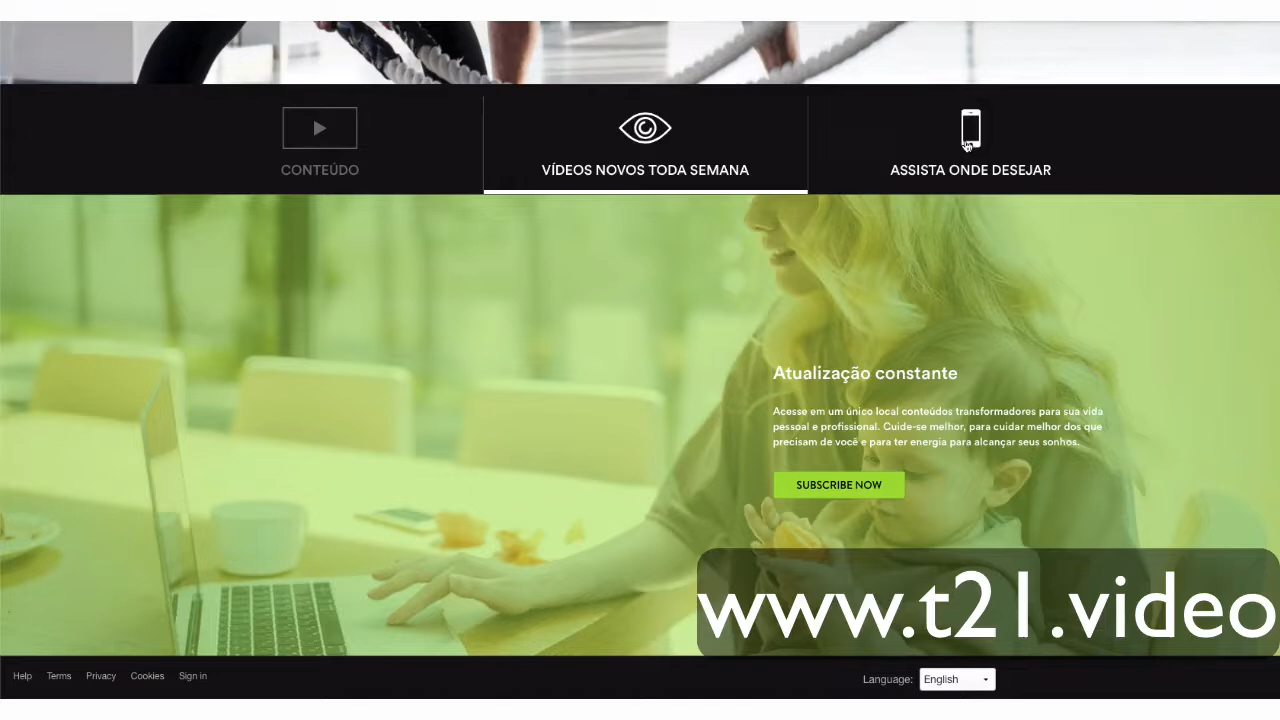 CONTEÚDO
VÍDEOS NOVOS TODA SEMANA
ASSISTA ONDE DESEJAR
Atualização constante
Acesse em um único local conteúdos transformadores para sua vida
pessoal e profissional. Cuide-se melhor, para cuidar melhor dos que
precisam de você e para ter energia para alcançar seus sonhos.
SUBSCRIBE NOW
www.t21.video
Help Terms Privacy Cookies Sign in
Language: English